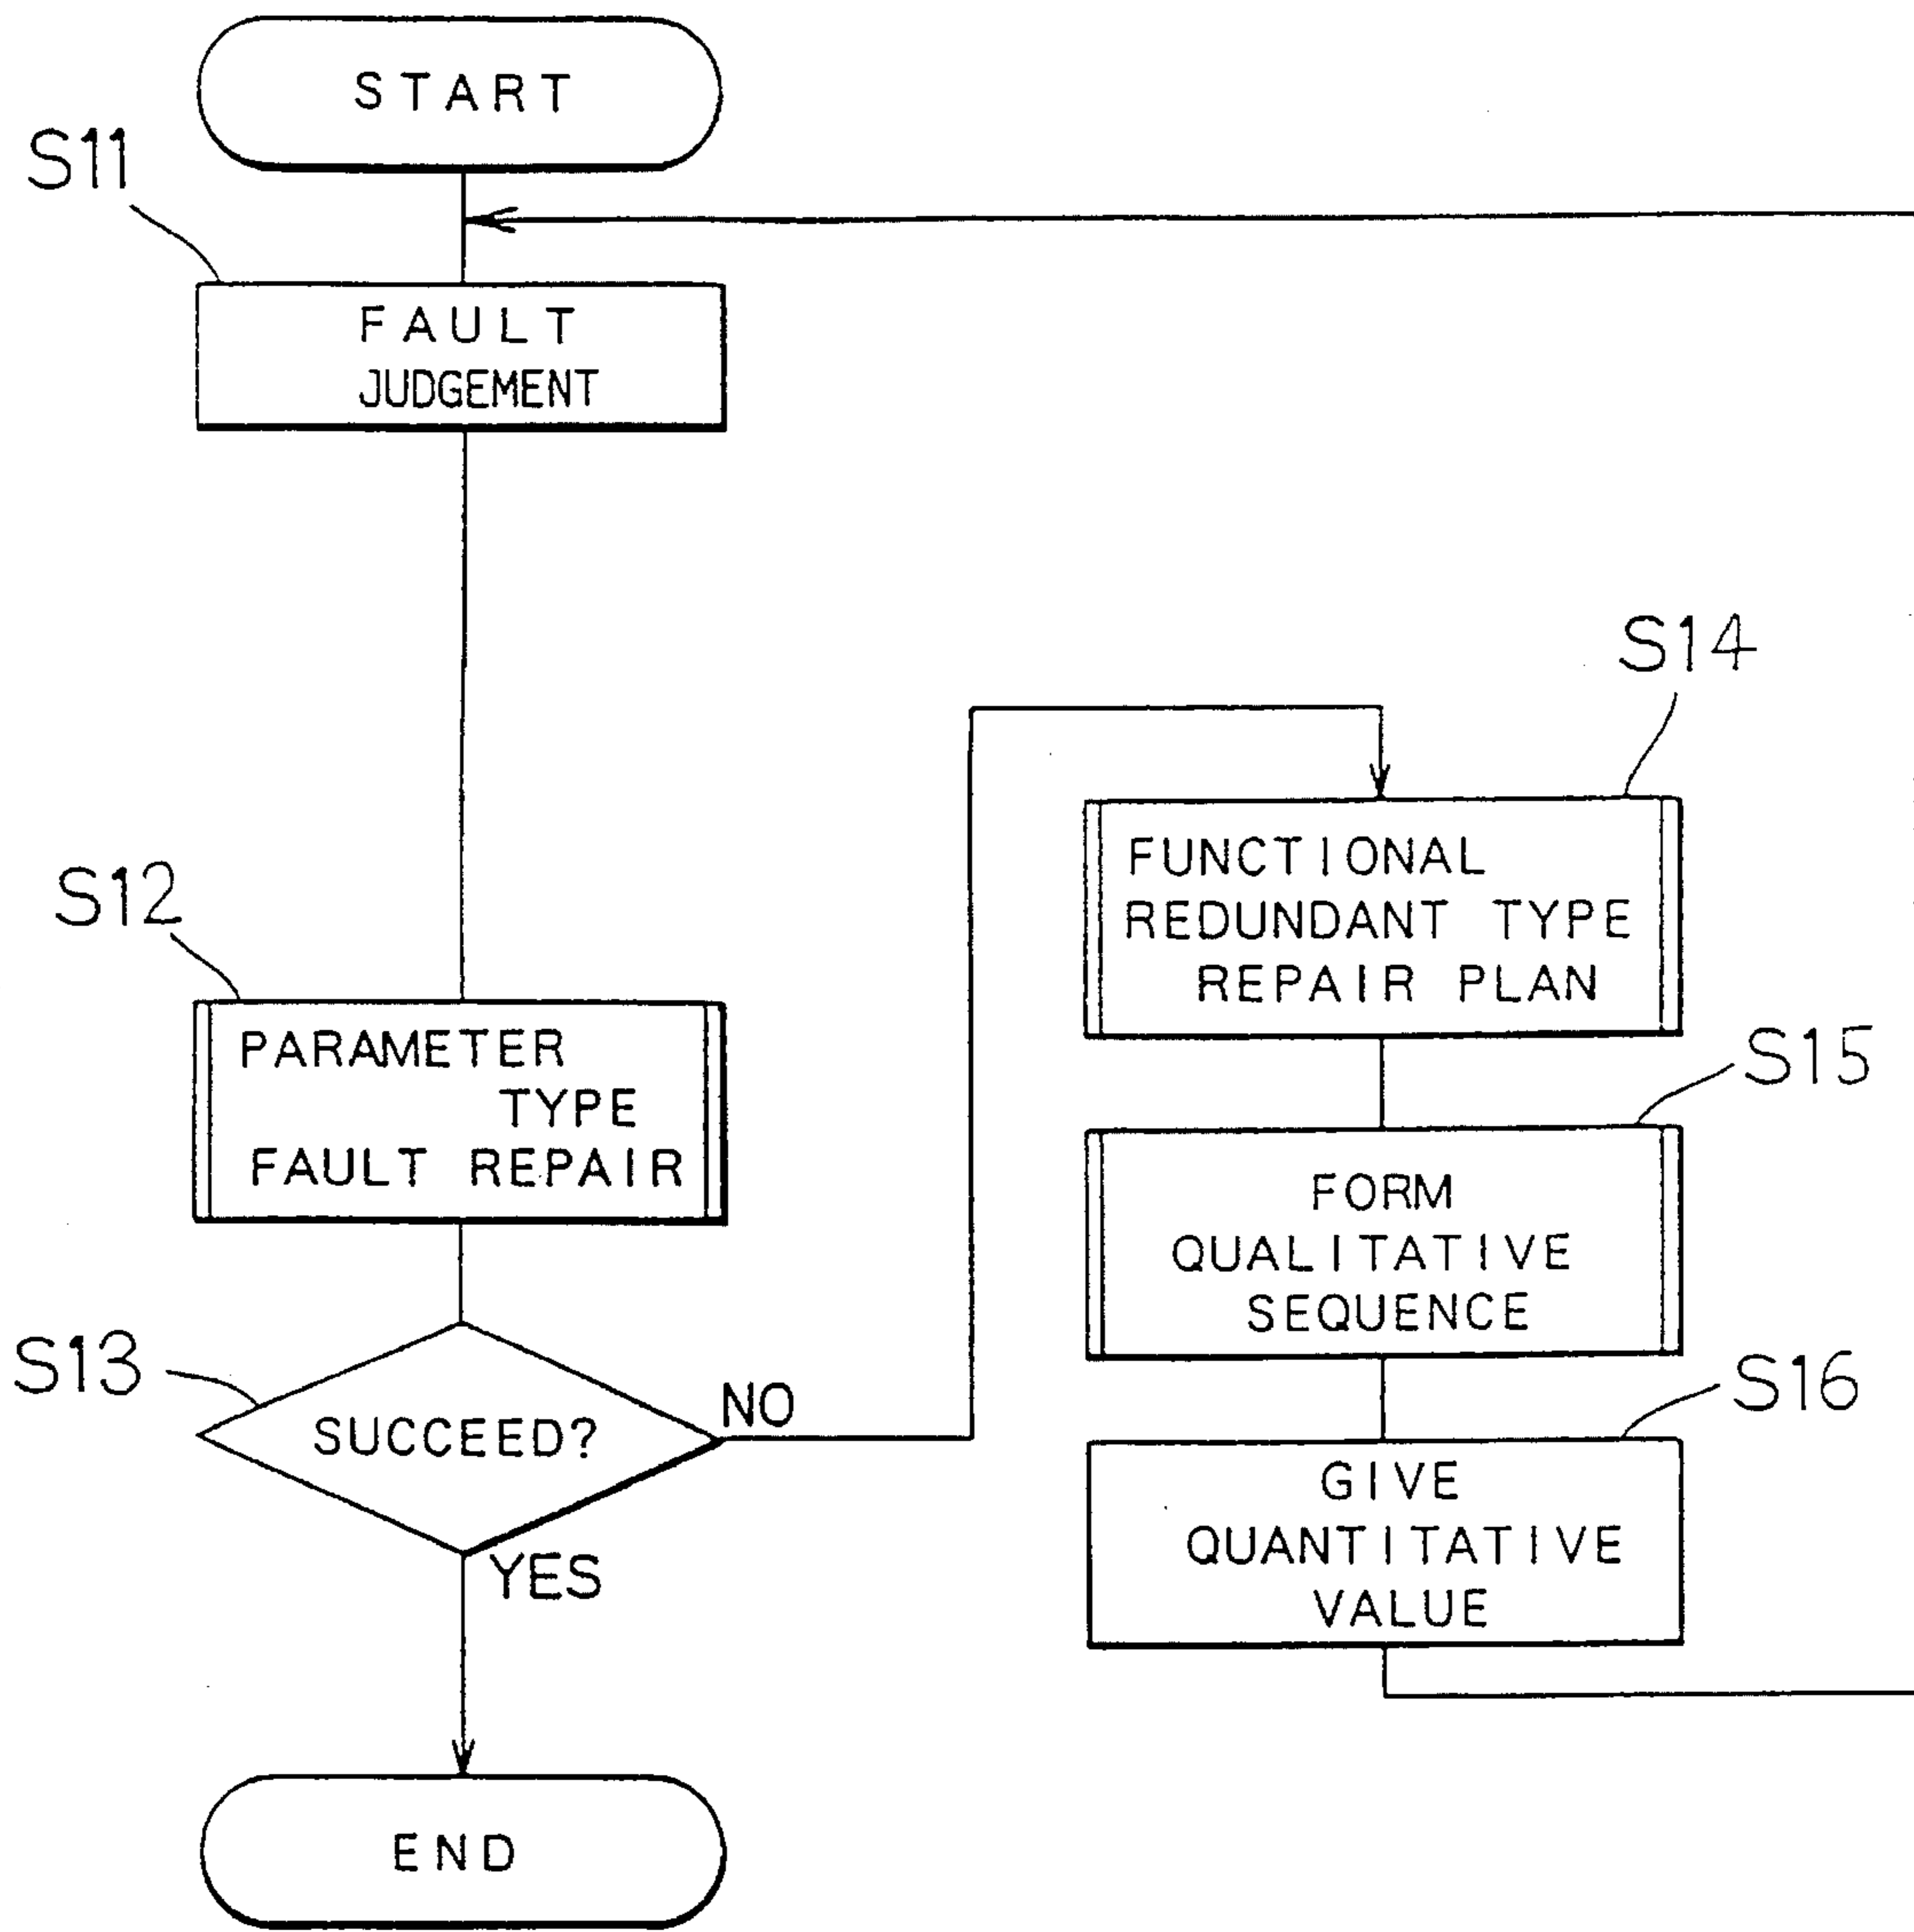 START
S11
FAULT
JUDGEMENT
S12
PARAMETER
TYPE
FAULT REPAIR
S13
SUCCEED?
NO
YES
END
S14
FUNCTIONAL
REDUNDANT TYPE
REPAIR PLAN
S15
FORM
QUALITATIVE
SEQUENCE
S16
GIVE
QUANTITATIVE
VALUE